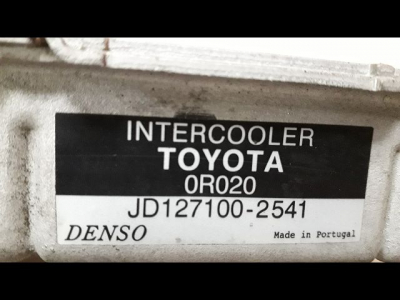 INTERCOOLER
TOYOTA
0R020
JD127100-2541
DENSO Made in Portugal